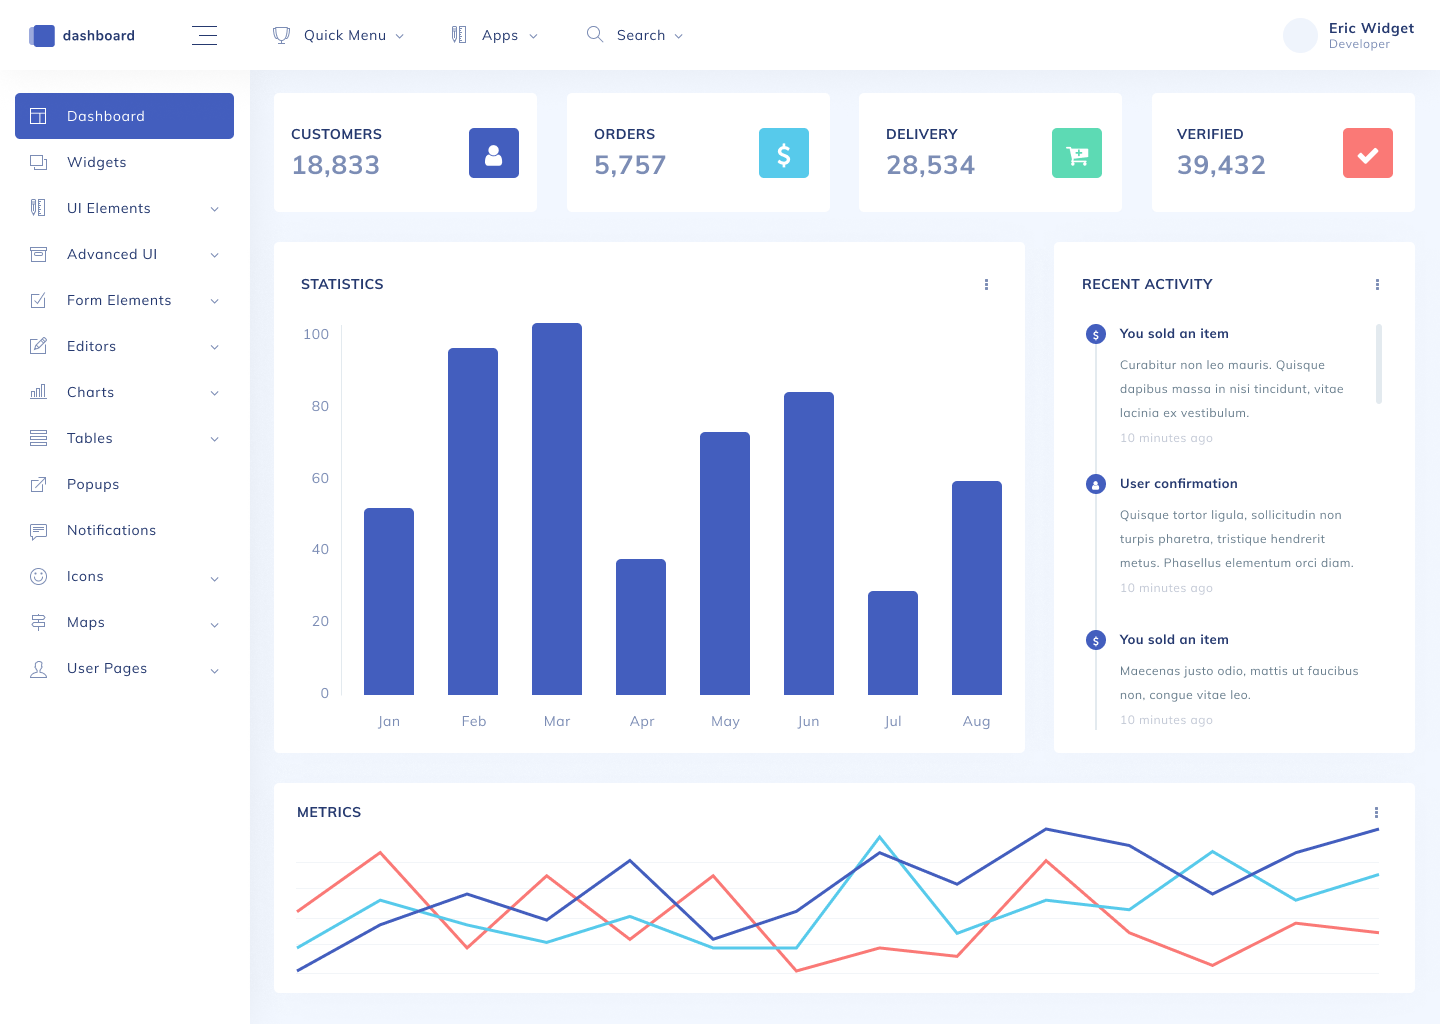 dashboard
Quick Menu
Apps
Search
Eric Widget
Developer
Dashboard
Widgets
UI Elements
Advanced UI
Form Elements
Editors
Charts
Tables
Popups
Notifications
Icons
Maps
User Pages
CUSTOMERS
18,833
ORDERS
5,757
$
DELIVERY
28,534
VERIFIED
39,432
STATISTICS
100
80
60
40
20
0
Jan Feb Mar Apr May Jun Jul Aug
RECENT ACTIVITY
$ You sold an item
Curabitur non leo mauris. Quisque
dapibus massa in nisi tincidunt, vitae
lacinia ex vestibulum.
10 minutes ago
User confirmation
Quisque tortor ligula, sollicitudin non
turpis pharetra, tristique hendrerit
metus. Phasellus elementum orci diam.
10 minutes ago
$ You sold an item
Maecenas justo odio, mattis ut faucibus
non, congue vitae leo.
10 minutes ago
METRICS